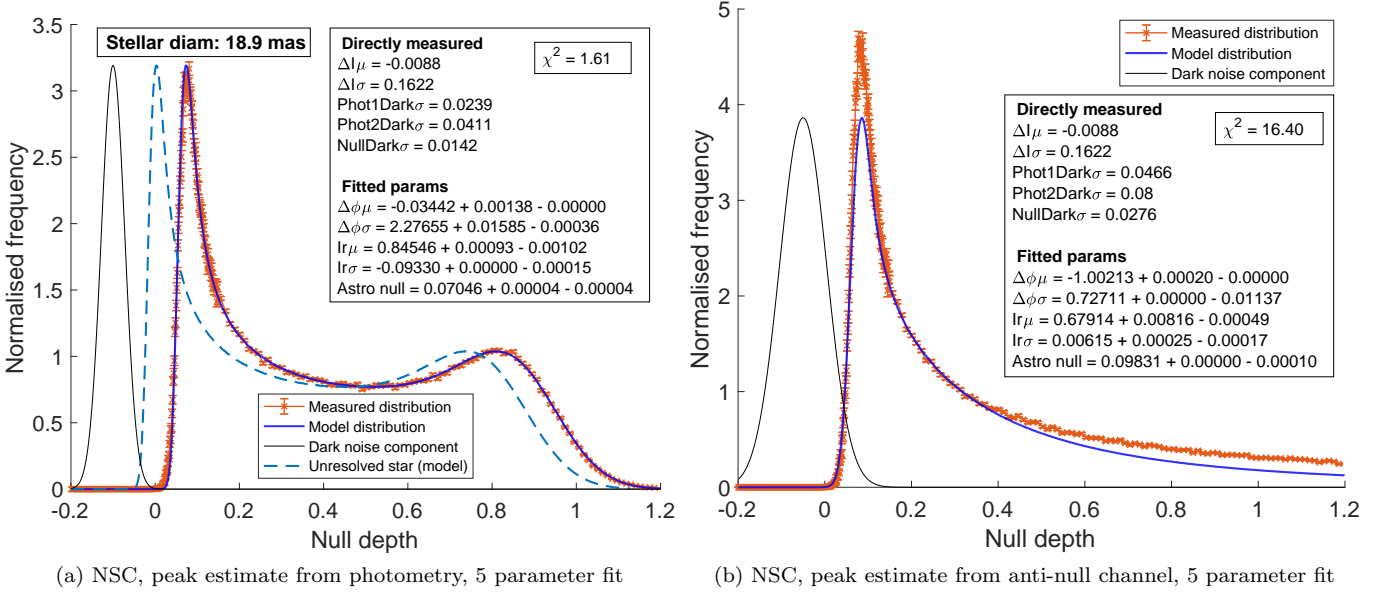 Stellar diam: 18.9 mas
Directly measured
ΔIμ = -0.0088
ΔIσ = 0.1622
Phot1Darkσ = 0.0239
Phot2Darkσ = 0.0411
NullDarkσ = 0.0142
χ² = 1.61
Fitted params
Δϕμ = -0.03442 + 0.00138 - 0.00000
Δϕσ = 2.27655 + 0.01585 - 0.00036
Irμ = 0.84546 + 0.00093 - 0.00102
Irσ = -0.09330 + 0.00000 - 0.00015
Astro null = 0.07046 + 0.00004 - 0.00004
Normalised frequency
3.5
3
2.5
2
1.5
1
0.5
0
Measured distribution
Model distribution
Dark noise component
Unresolved star (model)
-0.2 0 0.2 0.4 0.6 0.8 1 1.2
Null depth
(a) NSC, peak estimate from photometry, 5 parameter fit
Measured distribution
Model distribution
Dark noise component
Directly measured
ΔIμ = -0.0088
ΔIσ = 0.1622
Phot1Darkσ = 0.0466
Phot2Darkσ = 0.08
NullDarkσ = 0.0276
χ² = 16.40
Fitted params
Δϕμ = -1.00213 + 0.00020 - 0.00000
Δϕσ = 0.72711 + 0.00000 - 0.01137
Irμ = 0.67914 + 0.00816 - 0.00049
Irσ = 0.00615 + 0.00025 - 0.00017
Astro null = 0.09831 + 0.00000 - 0.00010
Normalised frequency
5
4
3
2
1
0
-0.2 0 0.2 0.4 0.6 0.8 1 1.2
Null depth
(b) NSC, peak estimate from anti-null channel, 5 parameter fit